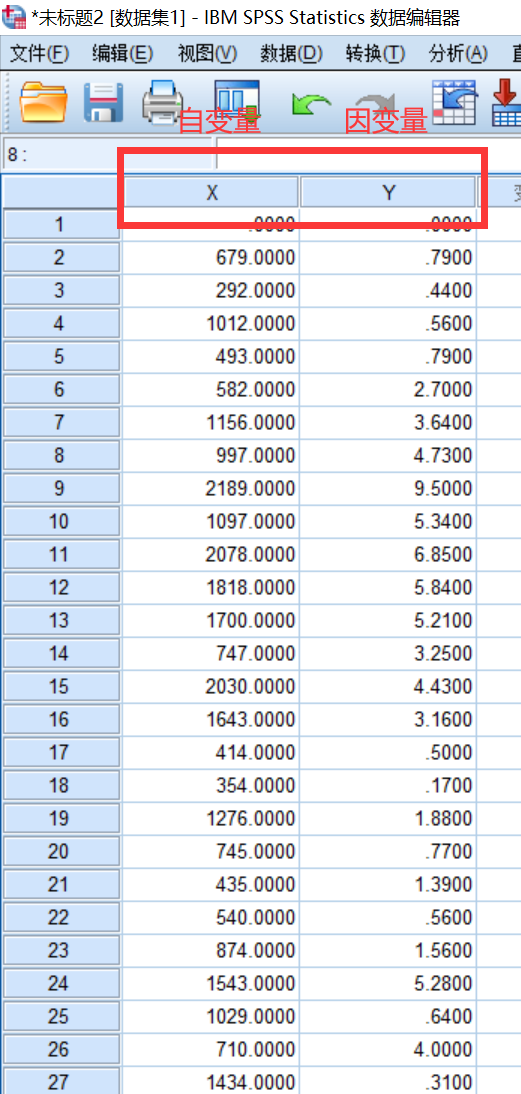 *未标题2 [数据集1] - IBM SPSS Statistics 数据编辑器
文件(F) 编辑(E) 视图(V) 数据(D) 转换(T) 分析(A)
自变量 因变量
8 :
X Y
1 .0000 .0000
2 679.0000 .7900
3 292.0000 .4400
4 1012.0000 .5600
5 493.0000 .7900
6 582.0000 2.7000
7 1156.0000 3.6400
8 997.0000 4.7300
9 2189.0000 9.5000
10 1097.0000 5.3400
11 2078.0000 6.8500
12 1818.0000 5.8400
13 1700.0000 5.2100
14 747.0000 3.2500
15 2030.0000 4.4300
16 1643.0000 3.1600
17 414.0000 .5000
18 354.0000 .1700
19 1276.0000 1.8800
20 745.0000 .7700
21 435.0000 1.3900
22 540.0000 .5600
23 874.0000 1.5600
24 1543.0000 5.2800
25 1029.0000 .6400
26 710.0000 4.0000
27 1434.0000 .3100